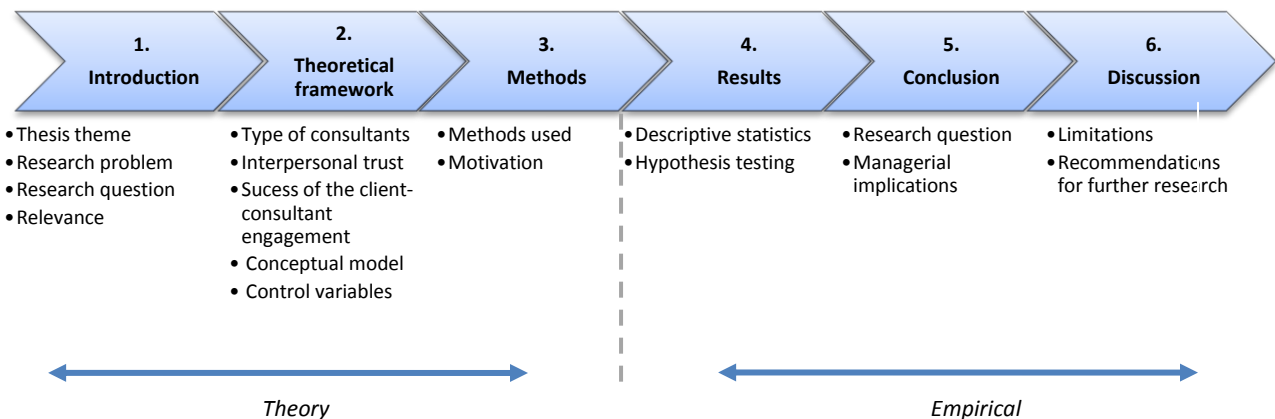 1.
Introduction
2.
Theoretical
framework
3.
Methods
4.
Results
5.
Conclusion
6.
Discussion
•Thesis theme
•Research problem
•Research question
•Relevance
•Type of consultants
•Interpersonal trust
•Sucess of the client-
consultant
engagement
• Conceptual model
• Control variables
•Methods used
•Motivation
•Descriptive statistics
•Hypothesis testing
•Research question
•Managerial
implications
•Limitations
•Recommendations
for further research
Theory
Empirical